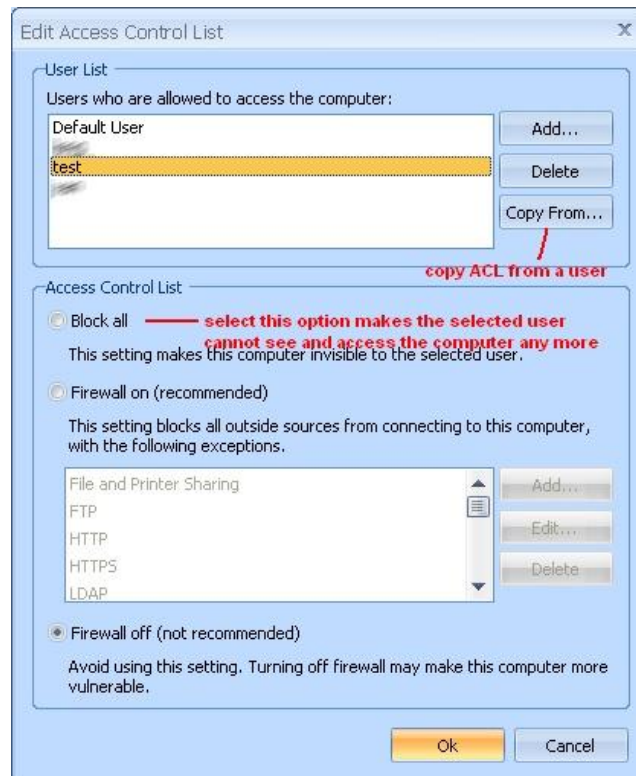 Edit Access Control List
X
User List
Users who are allowed to access the computer:
Default User
test
Add...
Delete
Copy From...
copy ACL from a user
Access Control List
Block all
select this option makes the selected user
cannot see and access the computer any more
This setting makes this computer invisible to the selected user.
Firewall on (recommended)
This setting blocks all outside sources from connecting to this computer,
with the following exceptions.
File and Printer Sharing
FTP
HTTP
HTTPS
LDAP
Add...
Edit...
Delete
Firewall off (not recommended)
Avoid using this setting. Turning off firewall may make this computer more
vulnerable.
Ok
Cancel